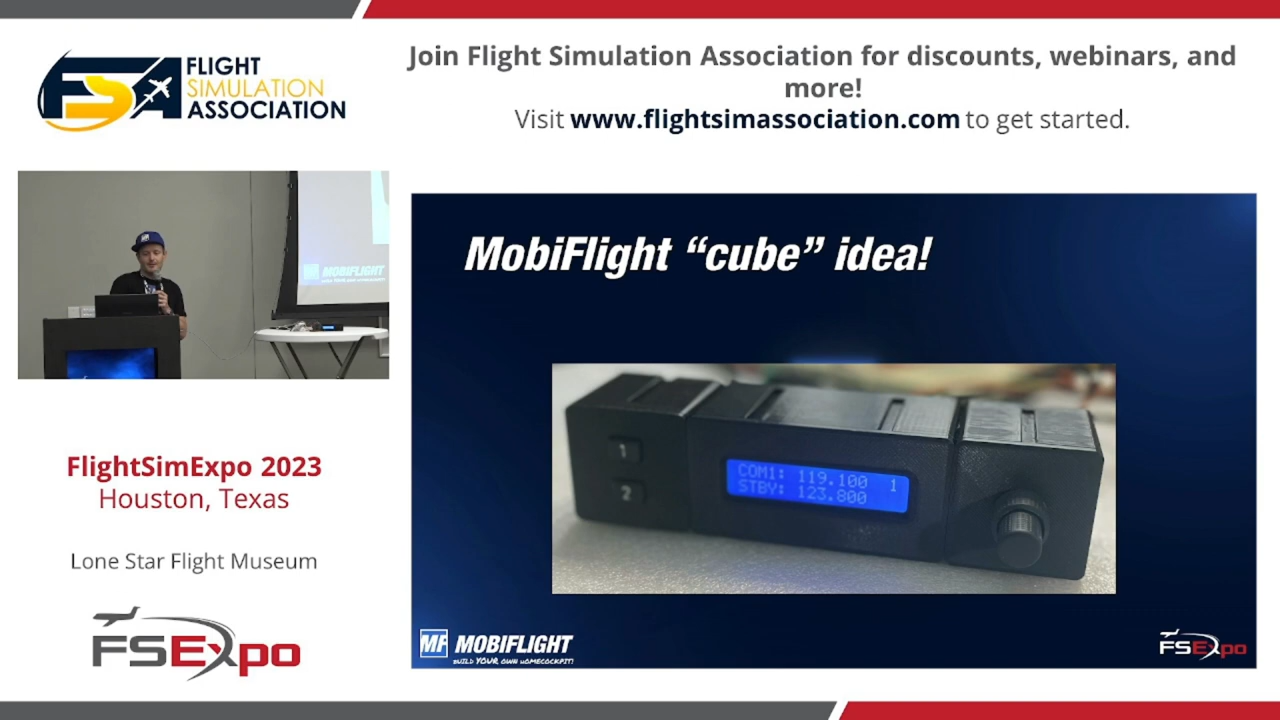 FLIGHT
SIMULATION
ASSOCIATION
Join Flight Simulation Association for discounts, webinars, and
more!
Visit www.flightsimassociation.com to get started.
MOBIFLIGHT
MobiFlight “cube” idea!
1
2
COM1: 119.100 1
STBY: 123.800
FlightSimExpo 2023
Houston, Texas
Lone Star Flight Museum
FSExpo
MF MOBIFLIGHT
BUILD YOUR OWN HOMECOCKPIT!
FSExpo